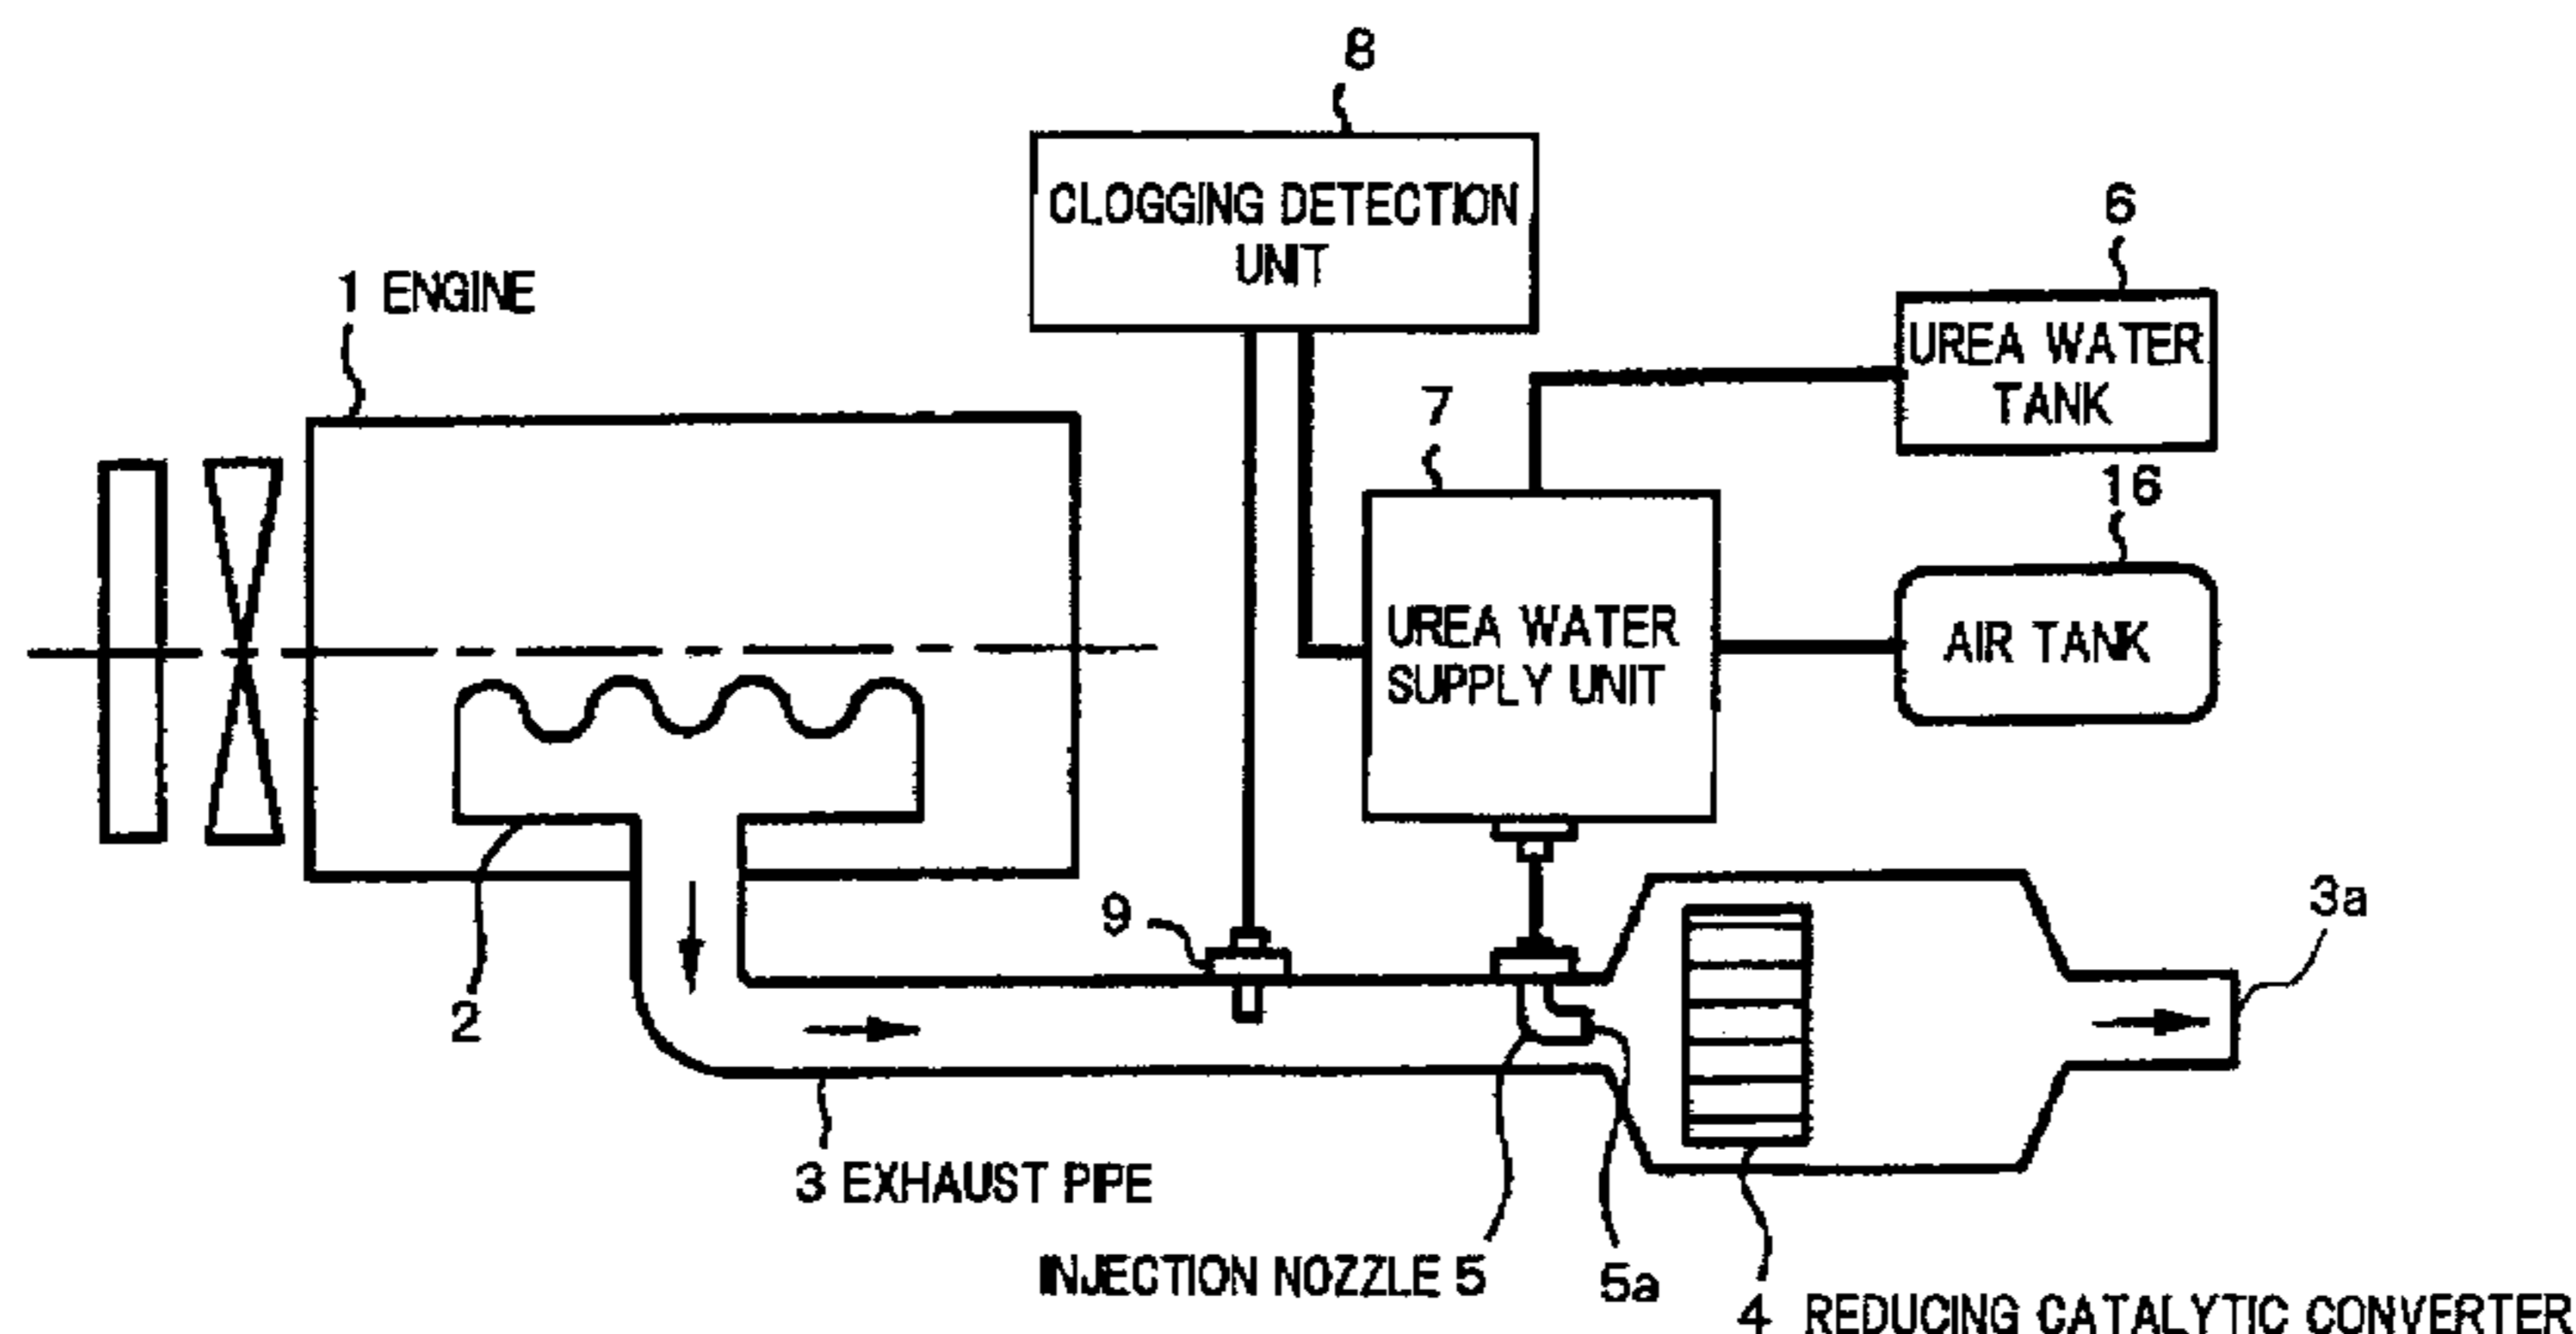 8
CLOGGING DETECTION
UNIT
6
UREA WATER
TANK
1 ENGINE
7
16
UREA WATER
SUPPLY UNIT
AIR TANK
9
3a
2
3 EXHAUST PIPE
INJECTION NOZZLE 5
5a
4 REDUCING CATALYTIC CONVERTER